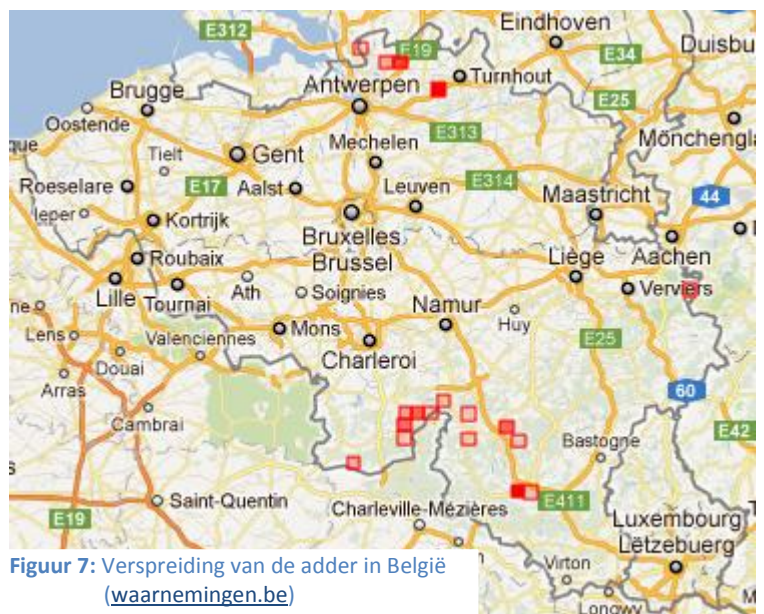 Eindhoven
E312
E19
E34
Duisbu
Turnhout
Antwerpen
Brugge
E25
Oostende
E313
Mechelen
Mönchengla
que
Tielt
Gent
E314
Roeselare
E17
Aalst
Leuven
Maastricht
44
Ieper
Kortrijk
Bruxelles
Brussel
Roubaix
Liège
Aachen
Lille
Tournai
Ath
Soignies
Namur
Verviers
ne
Mons
Huy
Lens
Valenciennes
E25
Douai
Charleroi
Arras
60
Cambrai
E42
Bastogne
Saint-Quentin
E411
Charleville-Mézières
E19
Luxembourg
Lëtzebuerg
Virton
Longwy
M
Figuur 7: Verspreiding van de adder in België
(waarnemingen.be)